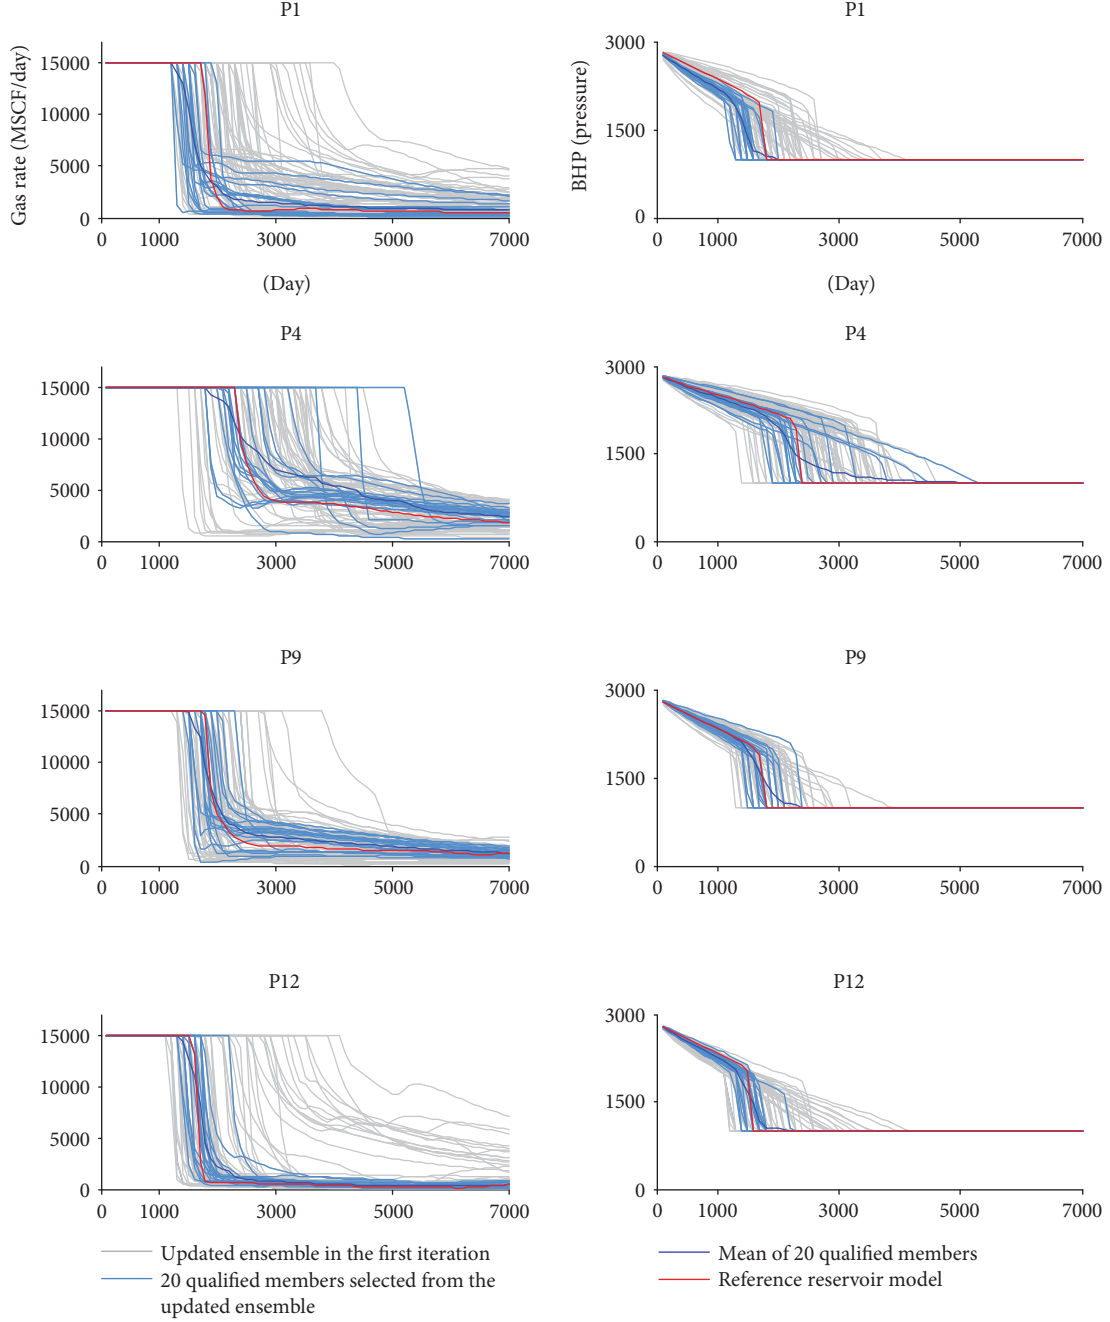 P1
Gas rate (MSCF/day)
15000
10000
5000
0
0 1000 3000 5000 7000
(Day)
P1
BHP (pressure)
3000
1500
0
0 1000 3000 5000 7000
(Day)
P4
15000
10000
5000
0
0 1000 3000 5000 7000
P4
3000
1500
0
0 1000 3000 5000 7000
P9
15000
10000
5000
0
0 1000 3000 5000 7000
P9
3000
1500
0
0 1000 3000 5000 7000
P12
15000
10000
5000
0
0 1000 3000 5000 7000
P12
3000
1500
0
0 1000 3000 5000 7000
Updated ensemble in the first iteration
20 qualified members selected from the
updated ensemble
Mean of 20 qualified members
Reference reservoir model